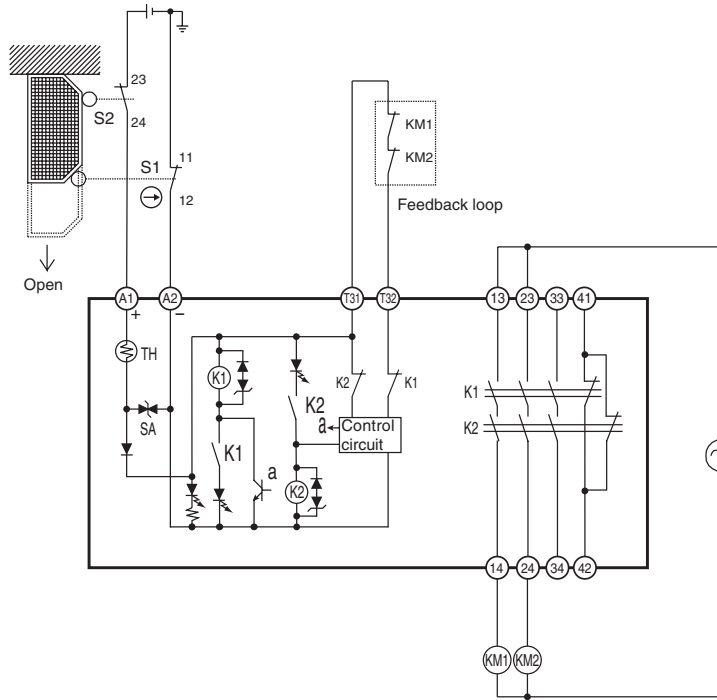 23
S2
24
S1
11
12
Open
KM1
KM2
Feedback loop
A1
A2
T31
T32
13
23
33
41
+
−
TH
SA
K1
K1
a
K2
K2
K2
K1
a
Control
circuit
K1
K2
14
24
34
42
KM1
KM2